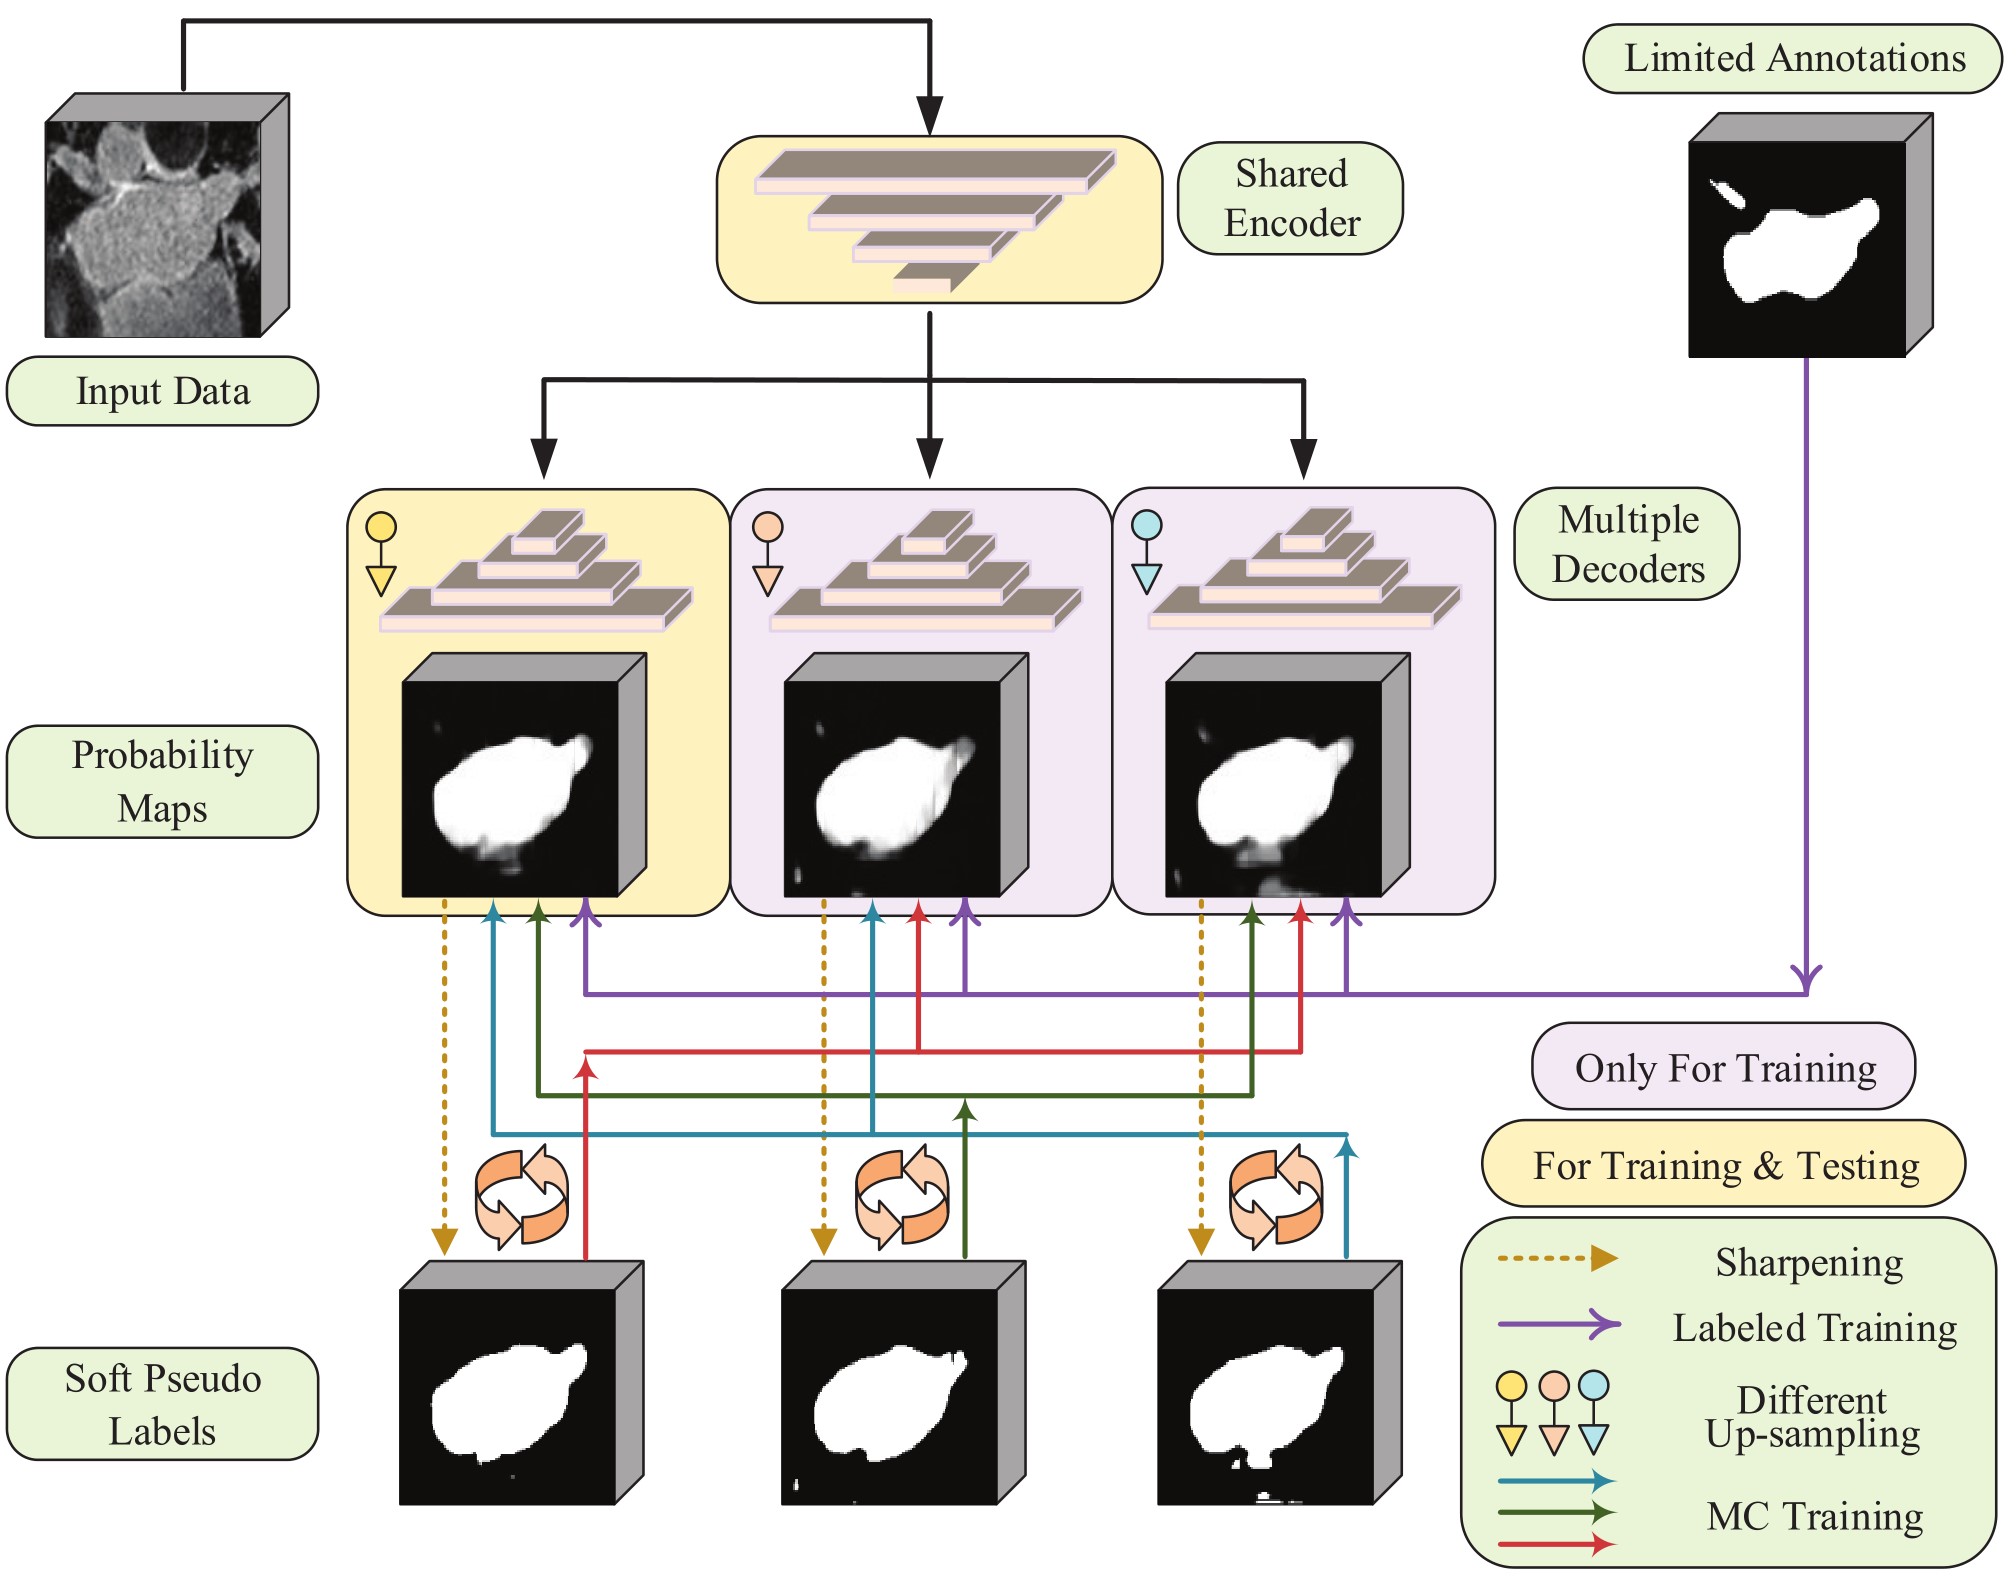 Limited Annotations
Shared
Encoder
Input Data
Multiple
Decoders
Probability
Maps
Only For Training
For Training & Testing
Sharpening
Labeled Training
Different
Up-sampling
MC Training
Soft Pseudo
Labels